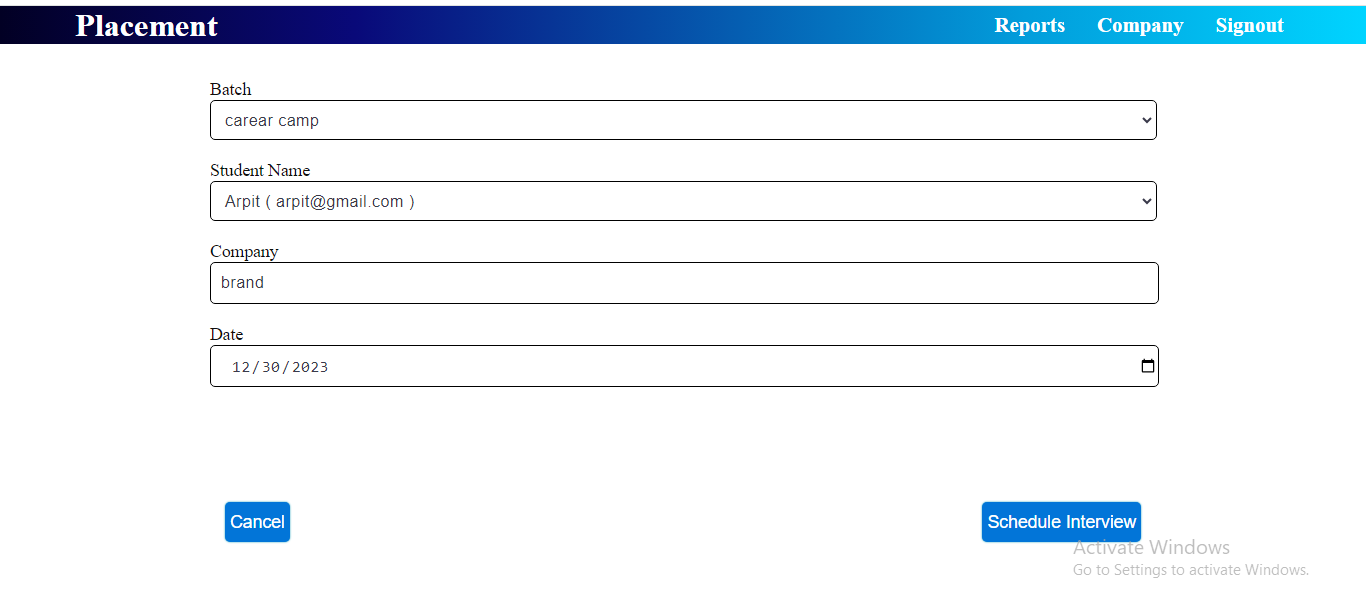 Placement Reports Company Signout
Batch
carear camp
Student Name
Arpit ( arpit@gmail.com )
Company
brand
Date
12/30/2023
Cancel Schedule Interview
Activate Windows
Go to Settings to activate Windows.